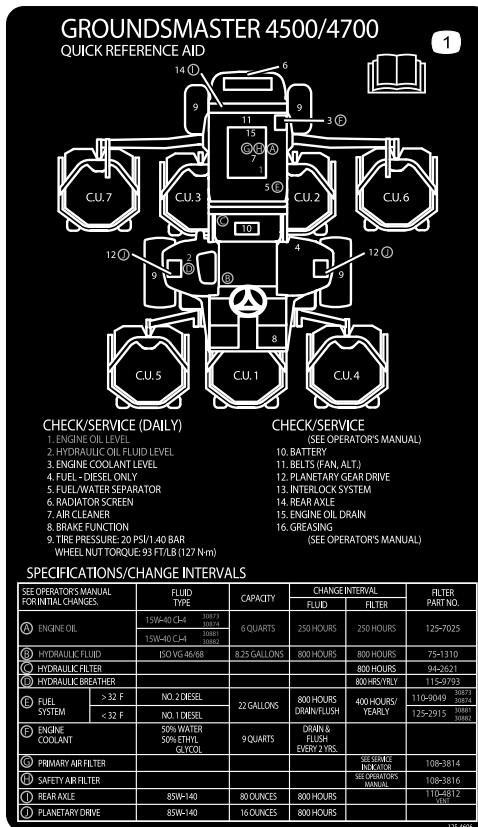 GROUNDSMASTER 4500/4700
QUICK REFERENCE AID
1
6
14 I
9
9
11
15
3 F
G H A
7
1
5 E
C.U. 7
C.U. 3
C.U. 2
C.U. 6
C
10
12 J
2
D
B
4
12 J
9
9
8
C.U. 5
C.U. 1
C.U. 4
CHECK/SERVICE (DAILY)
1. ENGINE OIL LEVEL
2. HYDRAULIC OIL FLUID LEVEL
3. ENGINE COOLANT LEVEL
4. FUEL - DIESEL ONLY
5. FUEL/WATER SEPARATOR
6. RADIATOR SCREEN
7. AIR CLEANER
8. BRAKE FUNCTION
9. TIRE PRESSURE: 20 PSI/1.40 BAR
WHEEL NUT TORQUE: 93 FT/LB (127 N·m)
CHECK/SERVICE
(SEE OPERATOR'S MANUAL)
10. BATTERY
11. BELTS (FAN, ALT.)
12. PLANETARY GEAR DRIVE
13. INTERLOCK SYSTEM
14. REAR AXLE
15. ENGINE OIL DRAIN
16. GREASING
(SEE OPERATOR'S MANUAL)
SPECIFICATIONS/CHANGE INTERVALS
SEE OPERATOR'S MANUAL FOR INITIAL CHANGES. FLUID TYPE CAPACITY CHANGE INTERVAL FLUID FILTER FILTER PART NO.
A ENGINE OIL 15W-40 CI-4 30873 30874 15W-40 CJ-4 30881 30882 6 QUARTS 250 HOURS 250 HOURS 125-7025
B HYDRAULIC FLUID ISO VG 46/68 8.25 GALLONS 800 HOURS 800 HOURS 75-1310
C HYDRAULIC FILTER 800 HOURS 94-2621
D HYDRAULIC BREATHER 800 HRS/YRLY 115-9793
E FUEL SYSTEM > 32 F NO. 2 DIESEL 22 GALLONS 800 HOURS DRAIN/FLUSH 400 HOURS/ YEARLY 110-9049 30873 30874
< 32 F NO. 1 DIESEL 125-2915 30881 30882
F ENGINE COOLANT 50% WATER 50% ETHYL GLYCOL 9 QUARTS DRAIN & FLUSH EVERY 2 YRS.
G PRIMARY AIR FILTER SEE SERVICE INDICATOR 108-3814
H SAFETY AIR FILTER SEE OPERATOR'S MANUAL 108-3816
I REAR AXLE 85W-140 80 OUNCES 800 HOURS 110-4812 VENT
J PLANETARY DRIVE 85W-140 16 OUNCES 800 HOURS
125-4606